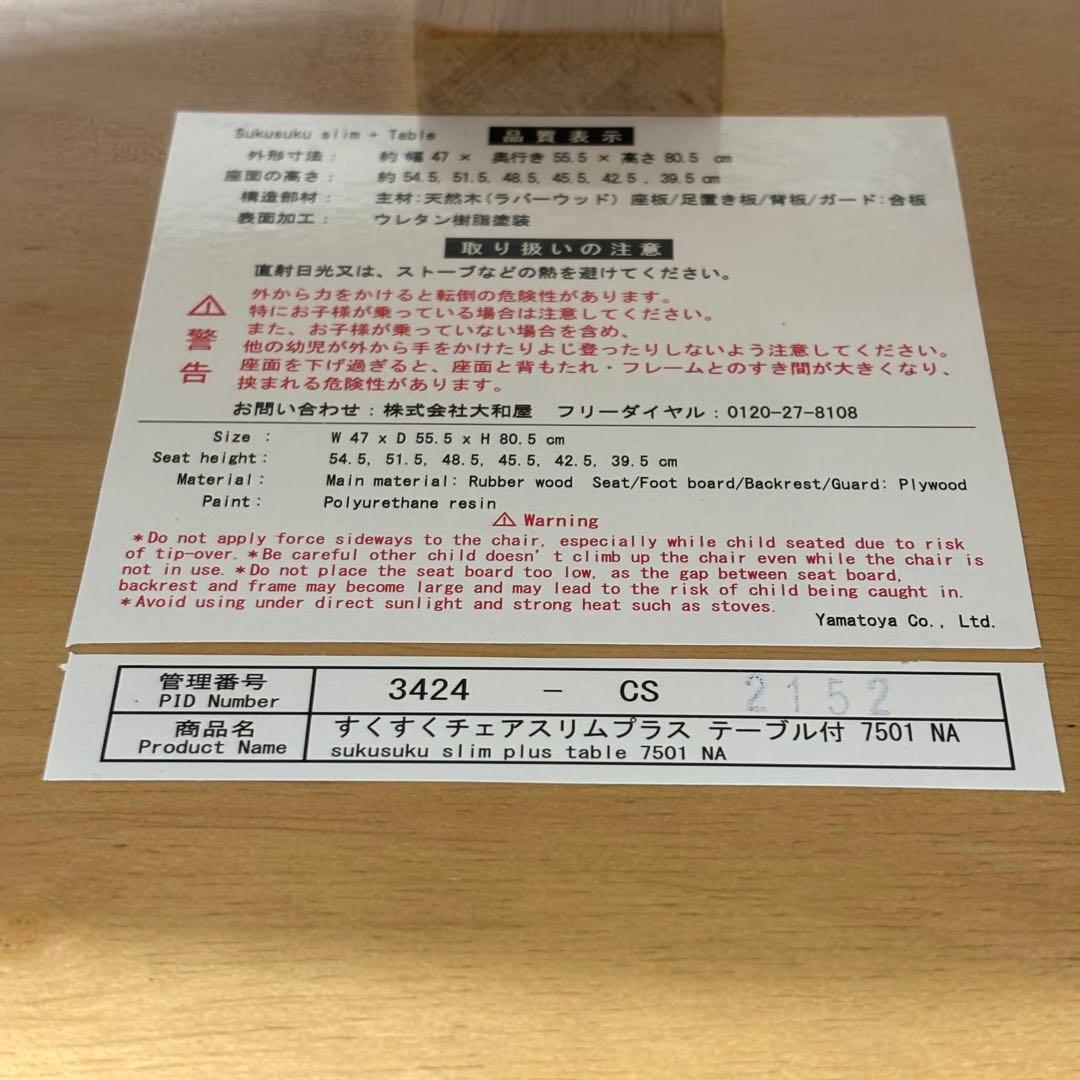 Sukusuku slim + Table 品質表示
外形寸法： 約 幅 47 × 奥行き 55.5 × 高さ 80.5 cm
座面の高さ： 約 54.5, 51.5, 48.5, 45.5, 42.5 , 39.5 cm
構造部材： 主材:天然木(ラバーウッド) 座板/足置き板/背板/ガード:合板
表面加工： ウレタン樹脂塗装
取り扱いの注意
直射日光又は、ストーブなどの熱を避けてください。
⚠警告
外から力をかけると転倒の危険性があります。
特にお子様が乗っている場合は注意してください。
また、お子様が乗っていない場合を含め、
他の幼児が外から手をかけたりよじ登ったりしないよう注意してください。
座面を下げ過ぎると、座面と背もたれ・フレームとのすき間が大きくなり、
挟まれる危険性があります。
お問い合わせ：株式会社大和屋 フリーダイヤル：0120-27-8108
Size : W 47 x D 55.5 x H 80.5 cm
Seat height: 54.5, 51.5, 48.5, 45.5, 42.5, 39.5 cm
Material: Main material: Rubber wood Seat/Foot board/Backrest/Guard: Plywood
Paint: Polyurethane resin
⚠ Warning
*Do not apply force sideways to the chair, especially while child seated due to risk
of tip-over. *Be careful other child doesn't climb up the chair even while the chair is
not in use. *Do not place the seat board too low, as the gap between seat board,
backrest and frame may become large and may lead to the risk of child being caught in.
*Avoid using under direct sunlight and strong heat such as stoves.
Yamatoya Co., Ltd.
管理番号 3424 - CS 2152
PID Number
商品名 すくすくチェアスリムプラス テーブル付 7501 NA
Product Name sukusuku slim plus table 7501 NA